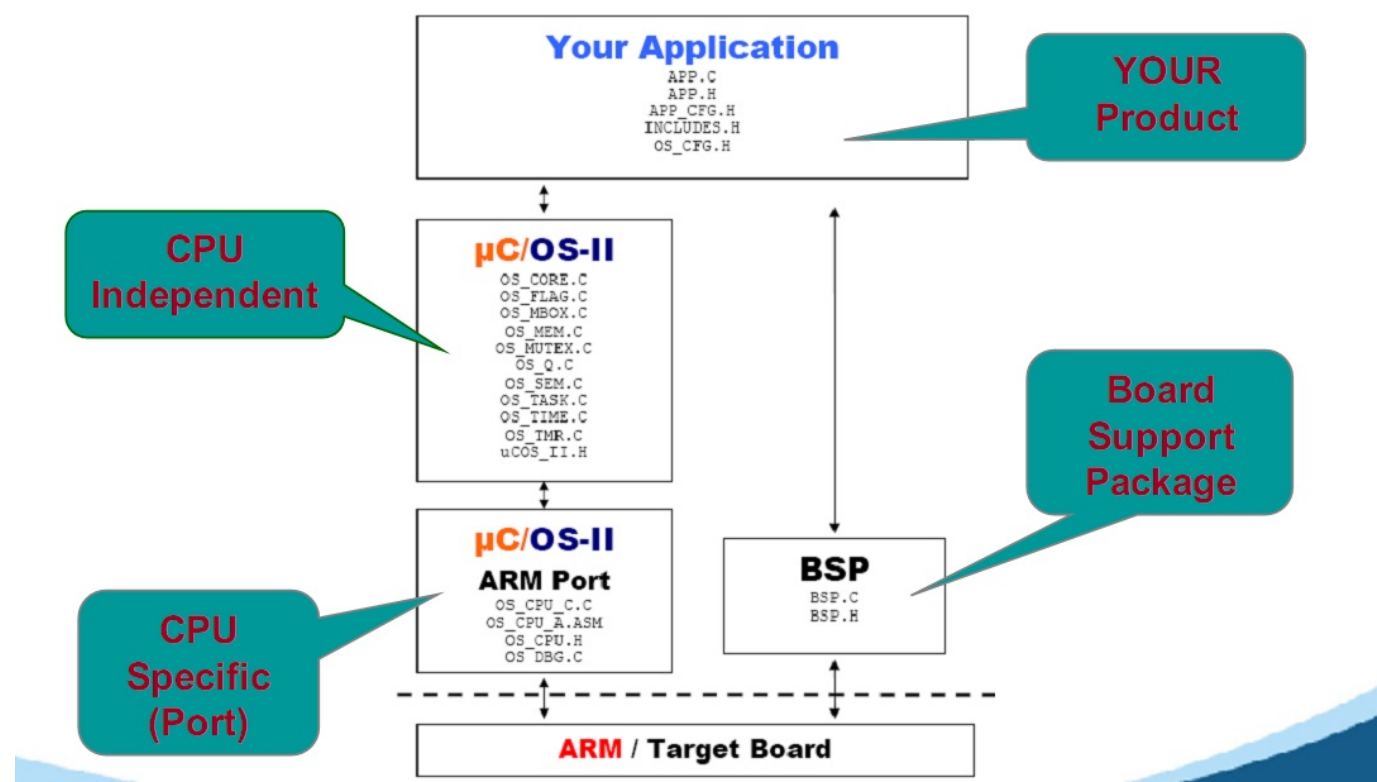 Your Application
APP.C
APP.H
APP_CFG.H
INCLUDES.H
OS_CFG.H
YOUR
Product
CPU
Independent
µC/OS-II
OS_CORE.C
OS_FLAG.C
OS_MBOX.C
OS_MEM.C
OS_MUTEX.C
OS_Q.C
OS_SEM.C
OS_TASK.C
OS_TIME.C
OS_TMR.C
uCOS_II.H
Board
Support
Package
µC/OS-II
ARM Port
OS_CPU_C.C
OS_CPU_A.ASM
OS_CPU.H
OS_DBG.C
BSP
BSP.C
BSP.H
CPU
Specific
(Port)
ARM / Target Board